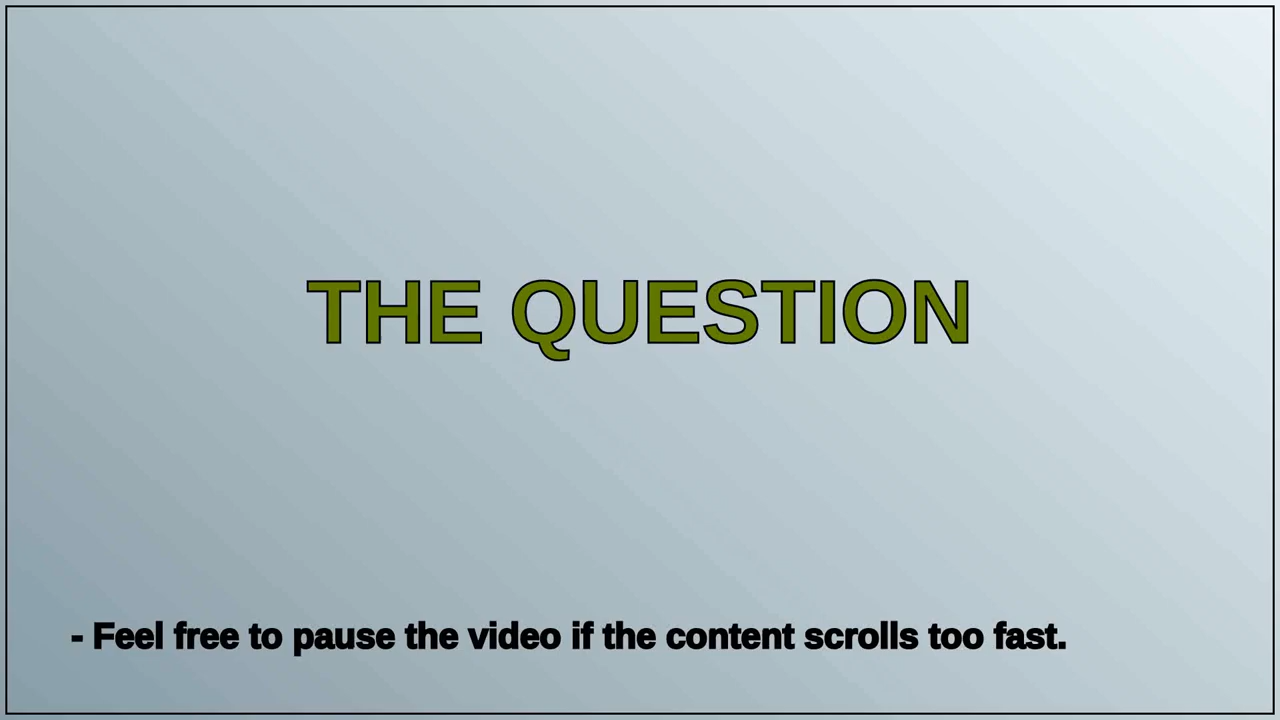 THE QUESTION
- Feel free to pause the video if the content scrolls too fast.